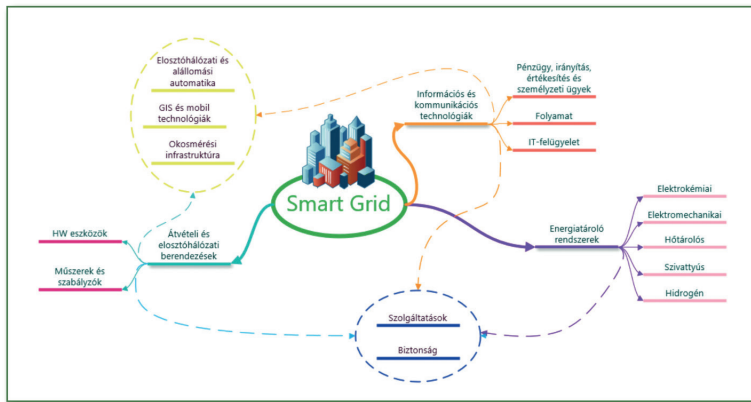 Elosztóhálózati és
alállomási
automatika
GIS és mobil
technológiák
Okosmérési
infrastruktúra
Információs és
kommunikációs
technológiák
Pénzügy, irányítás,
értékesítés és
személyzeti ügyek
Folyamat
IT-felügyelet
Smart Grid
Átvételi és
elosztóhálózati
berendezések
HW eszközök
Műszerek és
szabályzók
Energiatároló
rendszerek
Elektrokémiai
Elektromechanikai
Hőtárolós
Szivattyús
Hidrogén
Szolgáltatások
Biztonság